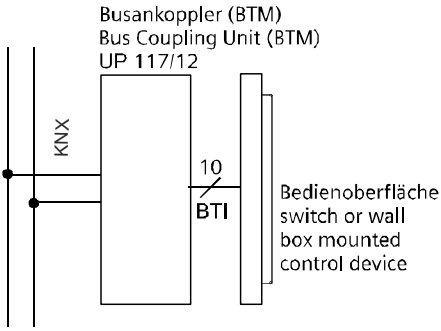 Busankoppler (BTM)
Bus Coupling Unit (BTM)
UP 117/12
KNX
10
BTI
Bedienoberfläche
switch or wall
box mounted
control device